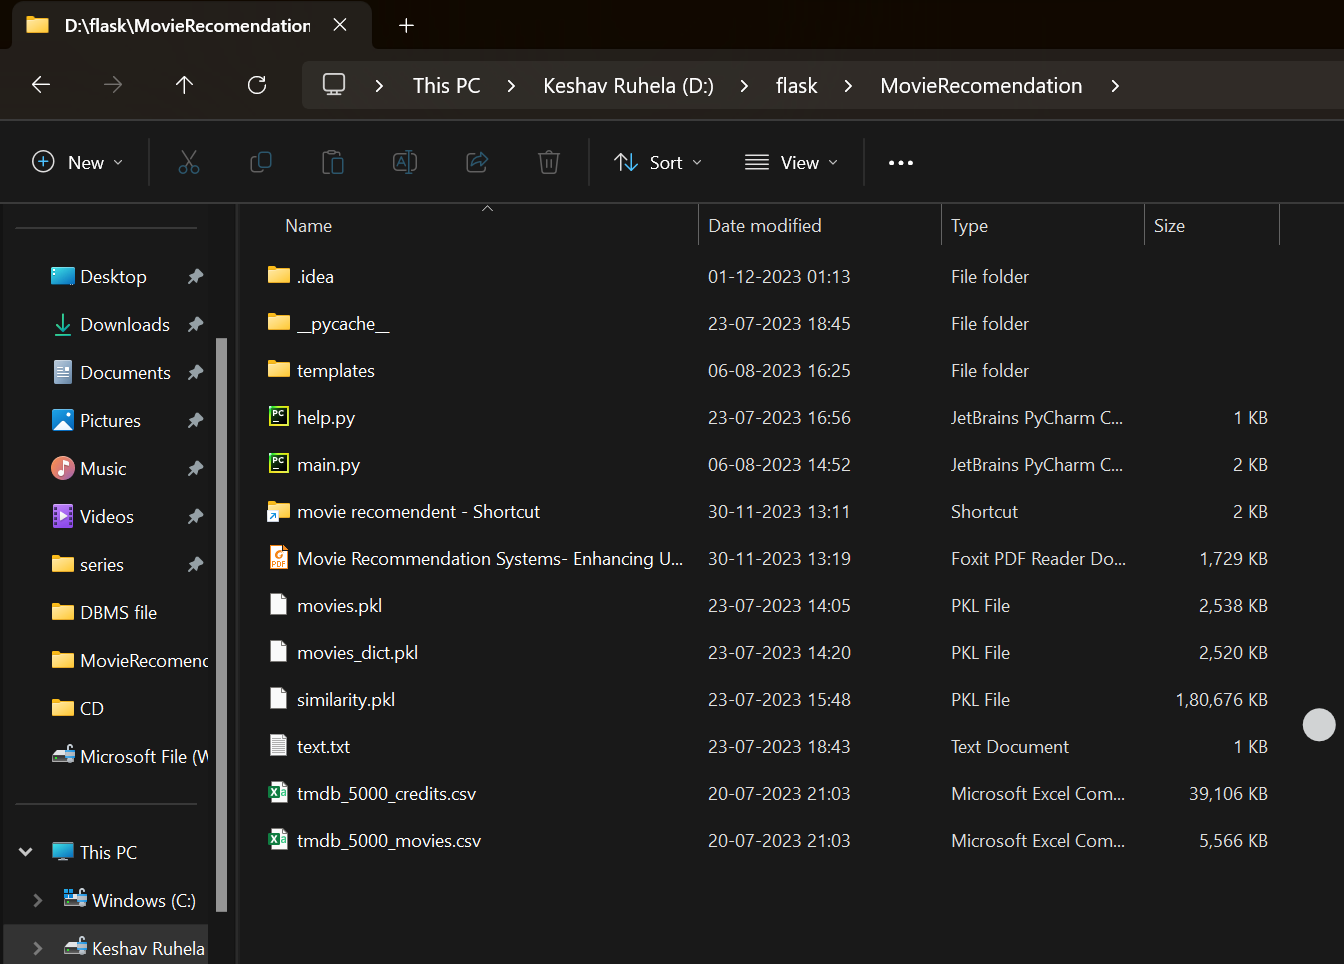 D:\flask\MovieRecomendation
This PC > Keshav Ruhela (D:) > flask > MovieRecomendation >
New Sort View
Name Date modified Type Size
.idea 01-12-2023 01:13 File folder
__pycache__ 23-07-2023 18:45 File folder
templates 06-08-2023 16:25 File folder
help.py 23-07-2023 16:56 JetBrains PyCharm C... 1 KB
main.py 06-08-2023 14:52 JetBrains PyCharm C... 2 KB
movie recomendent - Shortcut 30-11-2023 13:11 Shortcut 2 KB
Movie Recommendation Systems- Enhancing U... 30-11-2023 13:19 Foxit PDF Reader Do... 1,729 KB
movies.pkl 23-07-2023 14:05 PKL File 2,538 KB
movies_dict.pkl 23-07-2023 14:20 PKL File 2,520 KB
similarity.pkl 23-07-2023 15:48 PKL File 1,80,676 KB
text.txt 23-07-2023 18:43 Text Document 1 KB
tmdb_5000_credits.csv 20-07-2023 21:03 Microsoft Excel Com... 39,106 KB
tmdb_5000_movies.csv 20-07-2023 21:03 Microsoft Excel Com... 5,566 KB
Desktop
Downloads
Documents
Pictures
Music
Videos
series
DBMS file
MovieRecomend
CD
Microsoft File (W
This PC
Windows (C:)
Keshav Ruhela